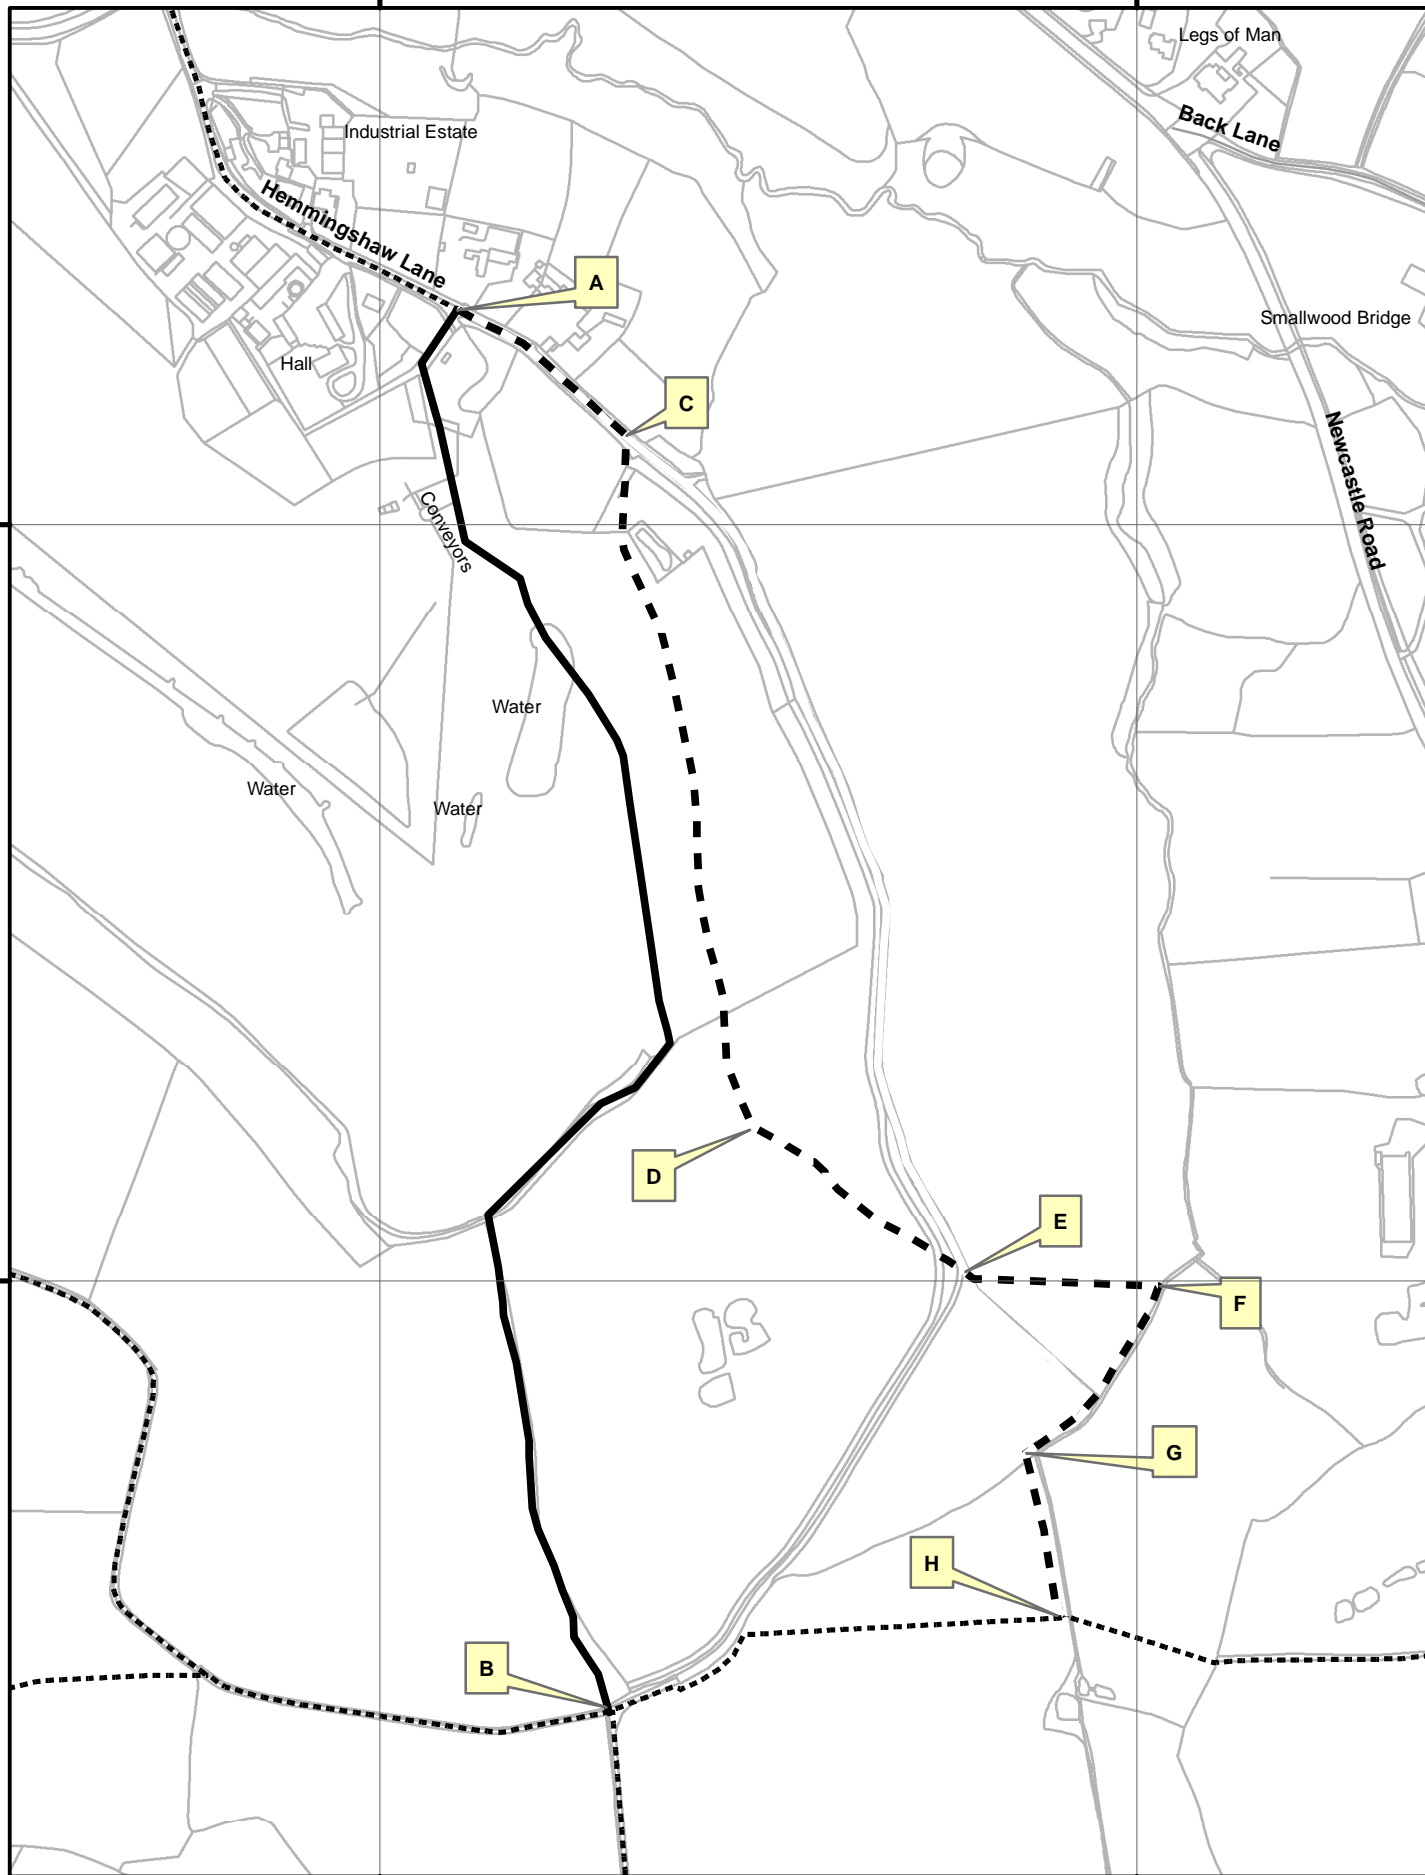 Legs of Man
Back Lane
Industrial Estate
Hemmingshaw Lane
A
Smallwood Bridge
Hall
C
Newcastle Road
Conveyors
Water
Water
Water
D
E
F
G
H
B